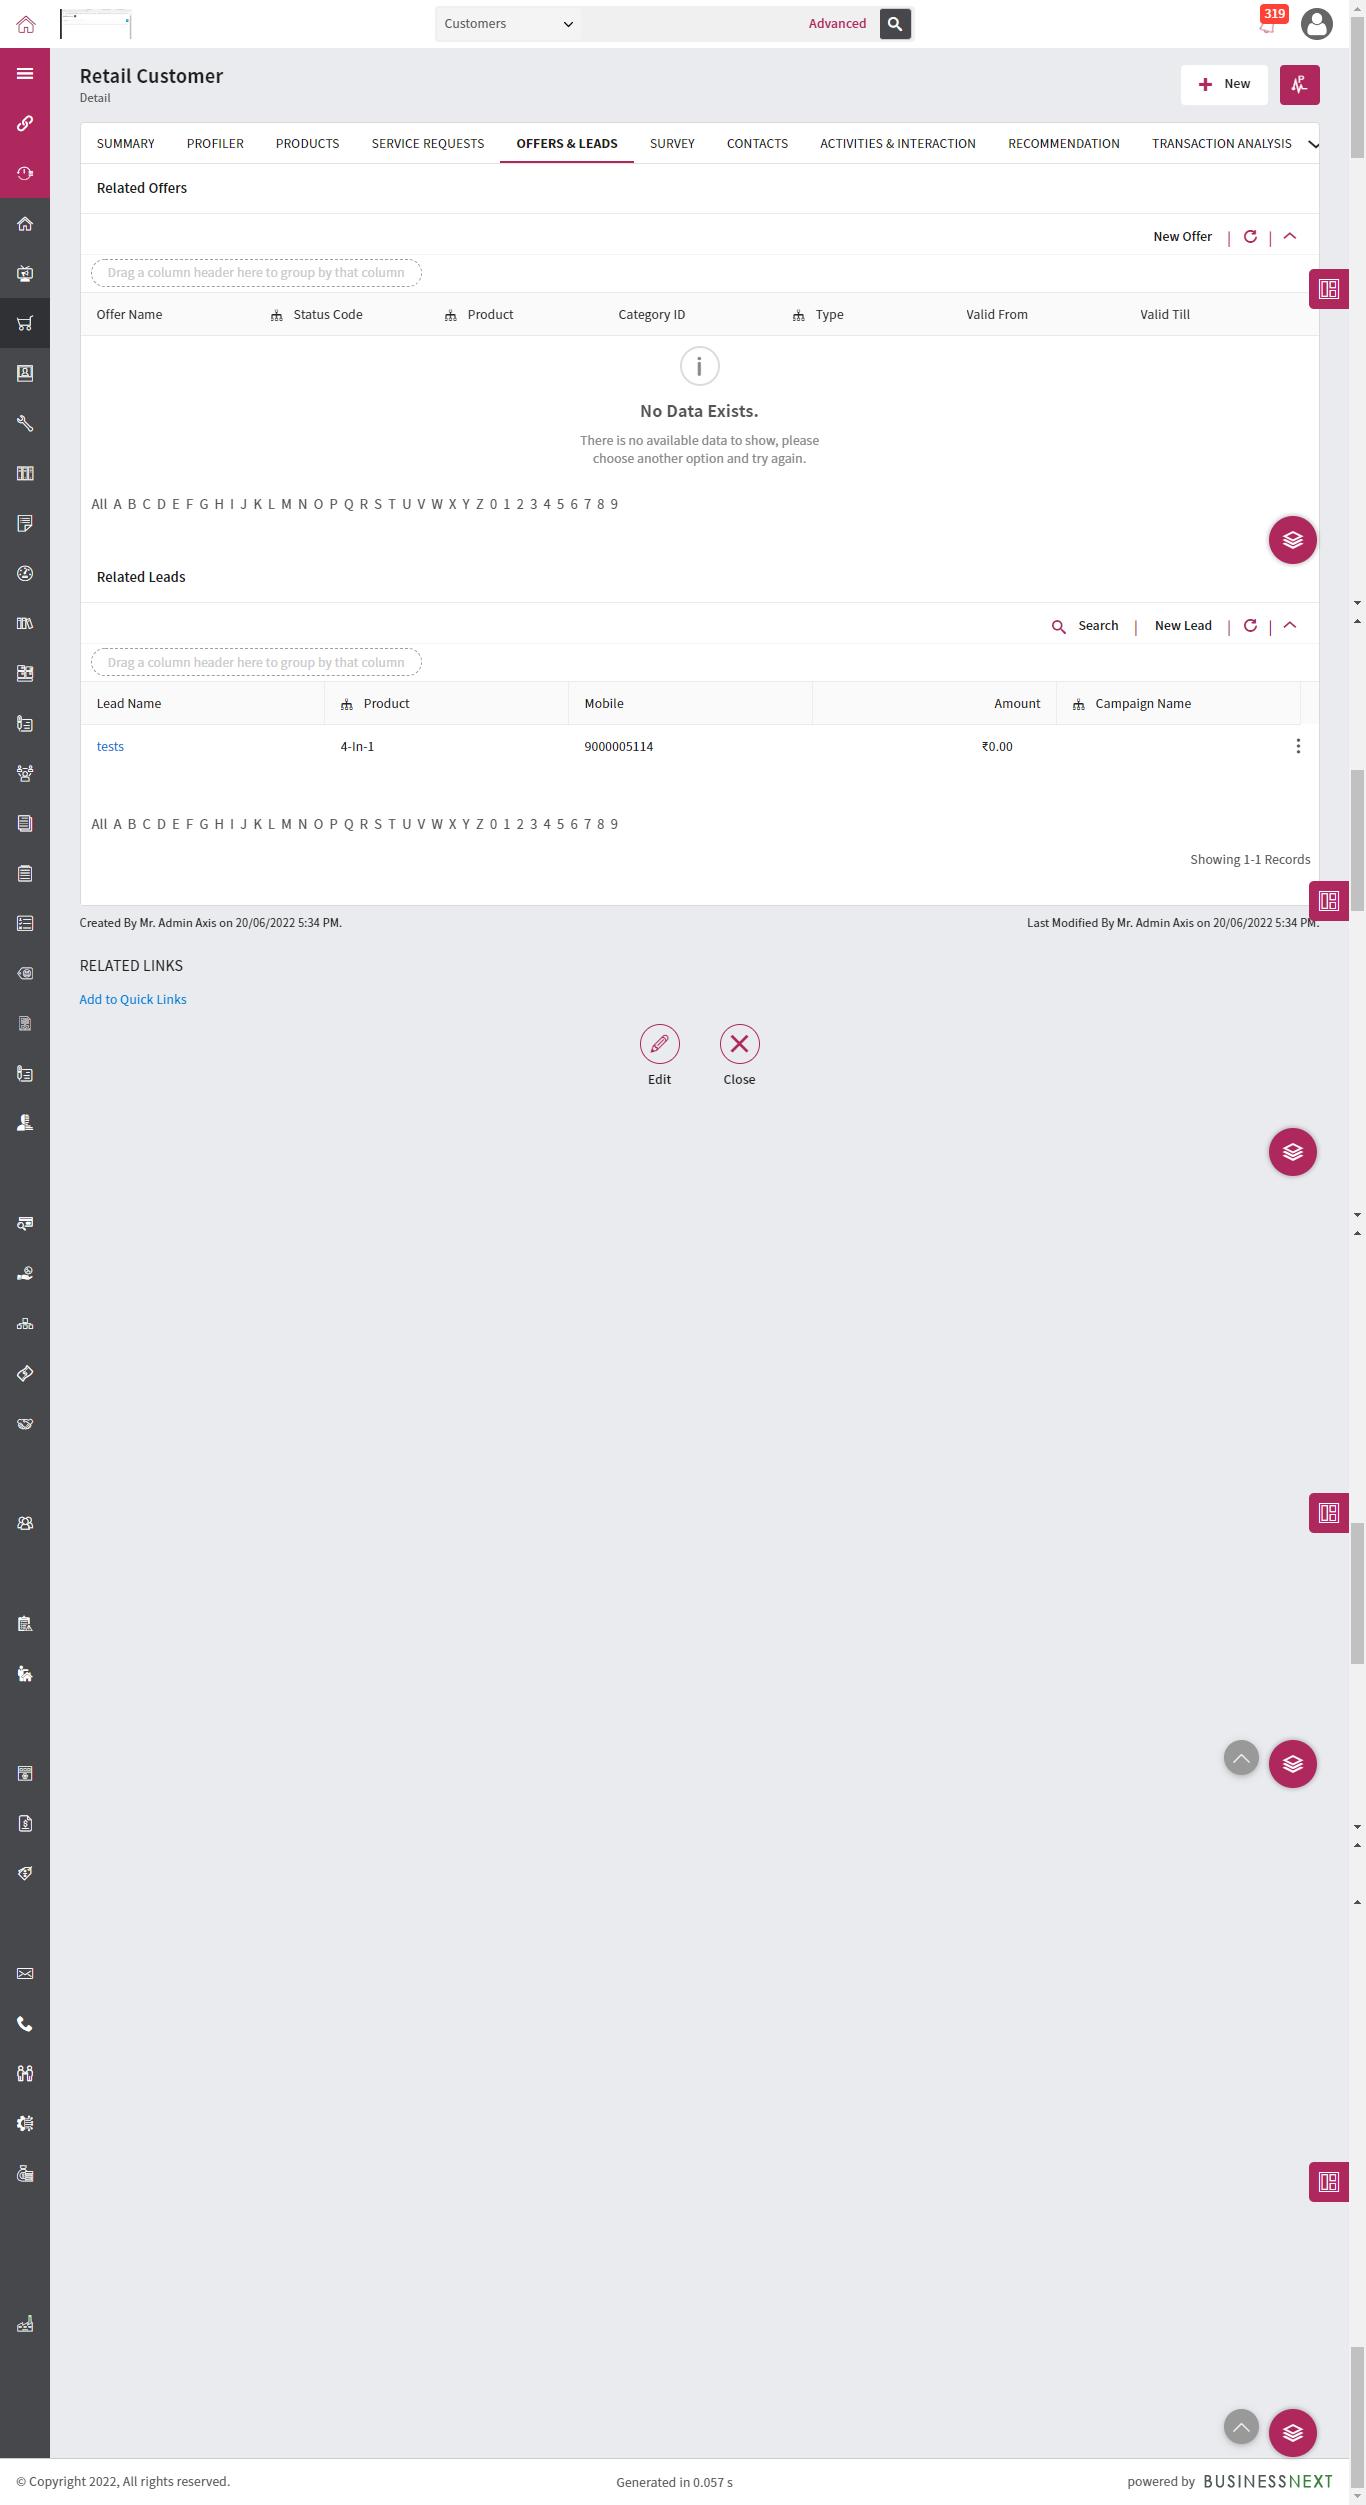 Customers
Advanced
319
Retail Customer
Detail
New
SUMMARY PROFILER PRODUCTS SERVICE REQUESTS OFFERS & LEADS SURVEY CONTACTS ACTIVITIES & INTERACTION RECOMMENDATION TRANSACTION ANALYSIS
Related Offers
New Offer
Drag a column header here to group by that column
Offer Name Status Code Product Category ID Type Valid From Valid Till
No Data Exists.
There is no available data to show, please
choose another option and try again.
All A B C D E F G H I J K L M N O P Q R S T U V W X Y Z 0 1 2 3 4 5 6 7 8 9
Related Leads
Search | New Lead
Drag a column header here to group by that column
Lead Name Product Mobile Amount Campaign Name
tests 4-In-1 9000005114 ₹0.00
All A B C D E F G H I J K L M N O P Q R S T U V W X Y Z 0 1 2 3 4 5 6 7 8 9
Showing 1-1 Records
Created By Mr. Admin Axis on 20/06/2022 5:34 PM. Last Modified By Mr. Admin Axis on 20/06/2022 5:34 PM.
RELATED LINKS
Add to Quick Links
Edit Close
© Copyright 2022, All rights reserved. Generated in 0.057 s powered by BUSINESSNEXT